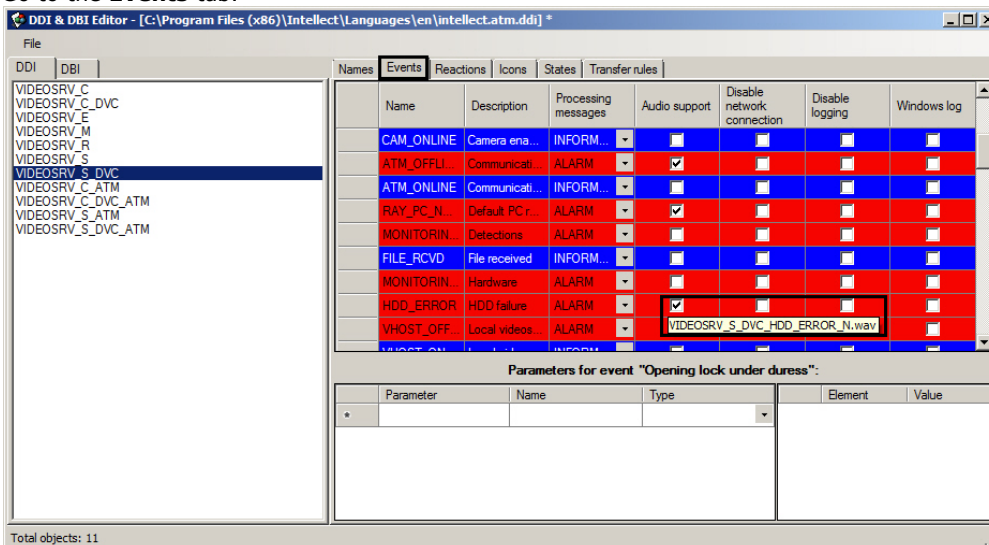 Go to the Events tab.
DDI & DBI Editor - [C:\Program Files (x86)\Intellect\Languages\en\intellect.atm.ddi] *
File
DDI DBI
VIDEOSRV_C
VIDEOSRV_C_DVC
VIDEOSRV_E
VIDEOSRV_M
VIDEOSRV_R
VIDEOSRV_S
VIDEOSRV_S_DVC
VIDEOSRV_C_ATM
VIDEOSRV_C_DVC_ATM
VIDEOSRV_S_ATM
VIDEOSRV_S_DVC_ATM
Names Events Reactions Icons States Transfer rules
Name Description Processing messages Audio support Disable network connection Disable logging Windows log
CAM_ONLINE Camera ena... INFORM...
ATM_OFFLI... Communicati... ALARM
ATM_ONLINE Communicati... INFORM...
RAY_PC_N... Default PC r... ALARM
MONITORIN... Detections ALARM
FILE_RCVD File received INFORM...
MONITORIN... Hardware ALARM
HDD_ERROR HDD failure ALARM
VHOST_OFF... Local videos... ALARM
VIDEOSRV_S_DVC_HDD_ERROR_N.wav
Parameters for event "Opening lock under duress":
Parameter Name Type Element Value
*
Total objects: 11